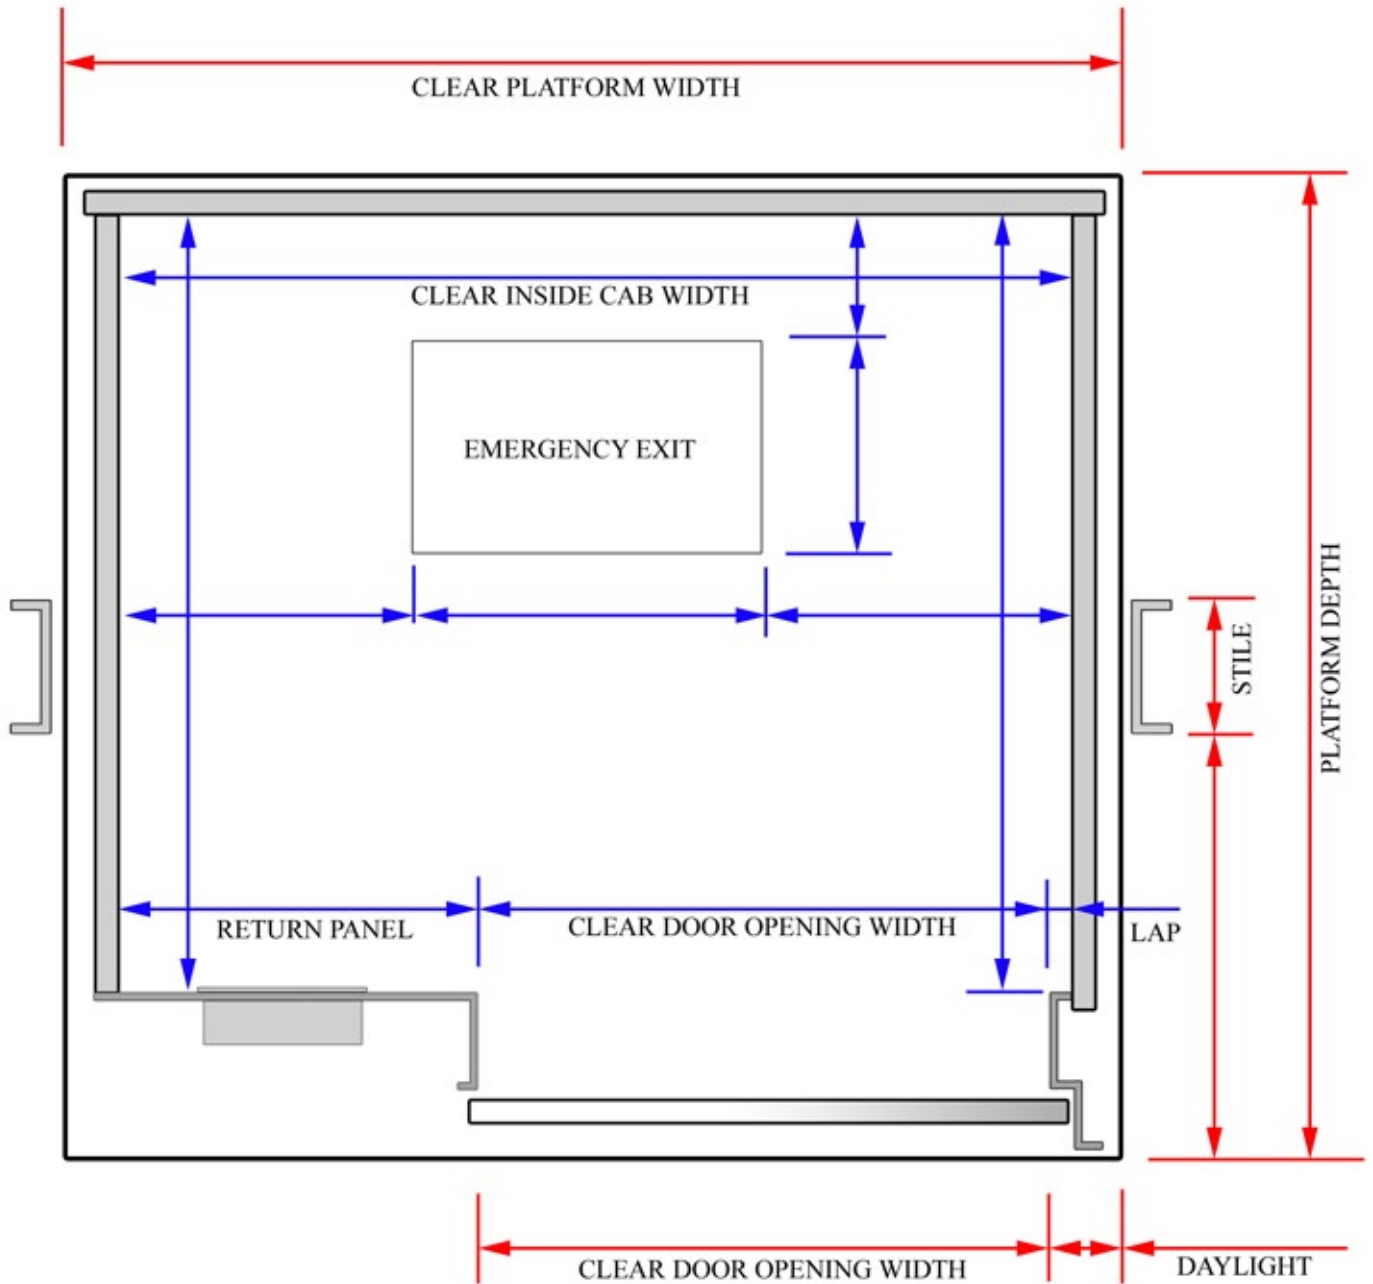 CLEAR PLATFORM WIDTH
CLEAR INSIDE CAB WIDTH
EMERGENCY EXIT
STILE
PLATFORM DEPTH
RETURN PANEL
CLEAR DOOR OPENING WIDTH
LAP
CLEAR DOOR OPENING WIDTH
DAYLIGHT